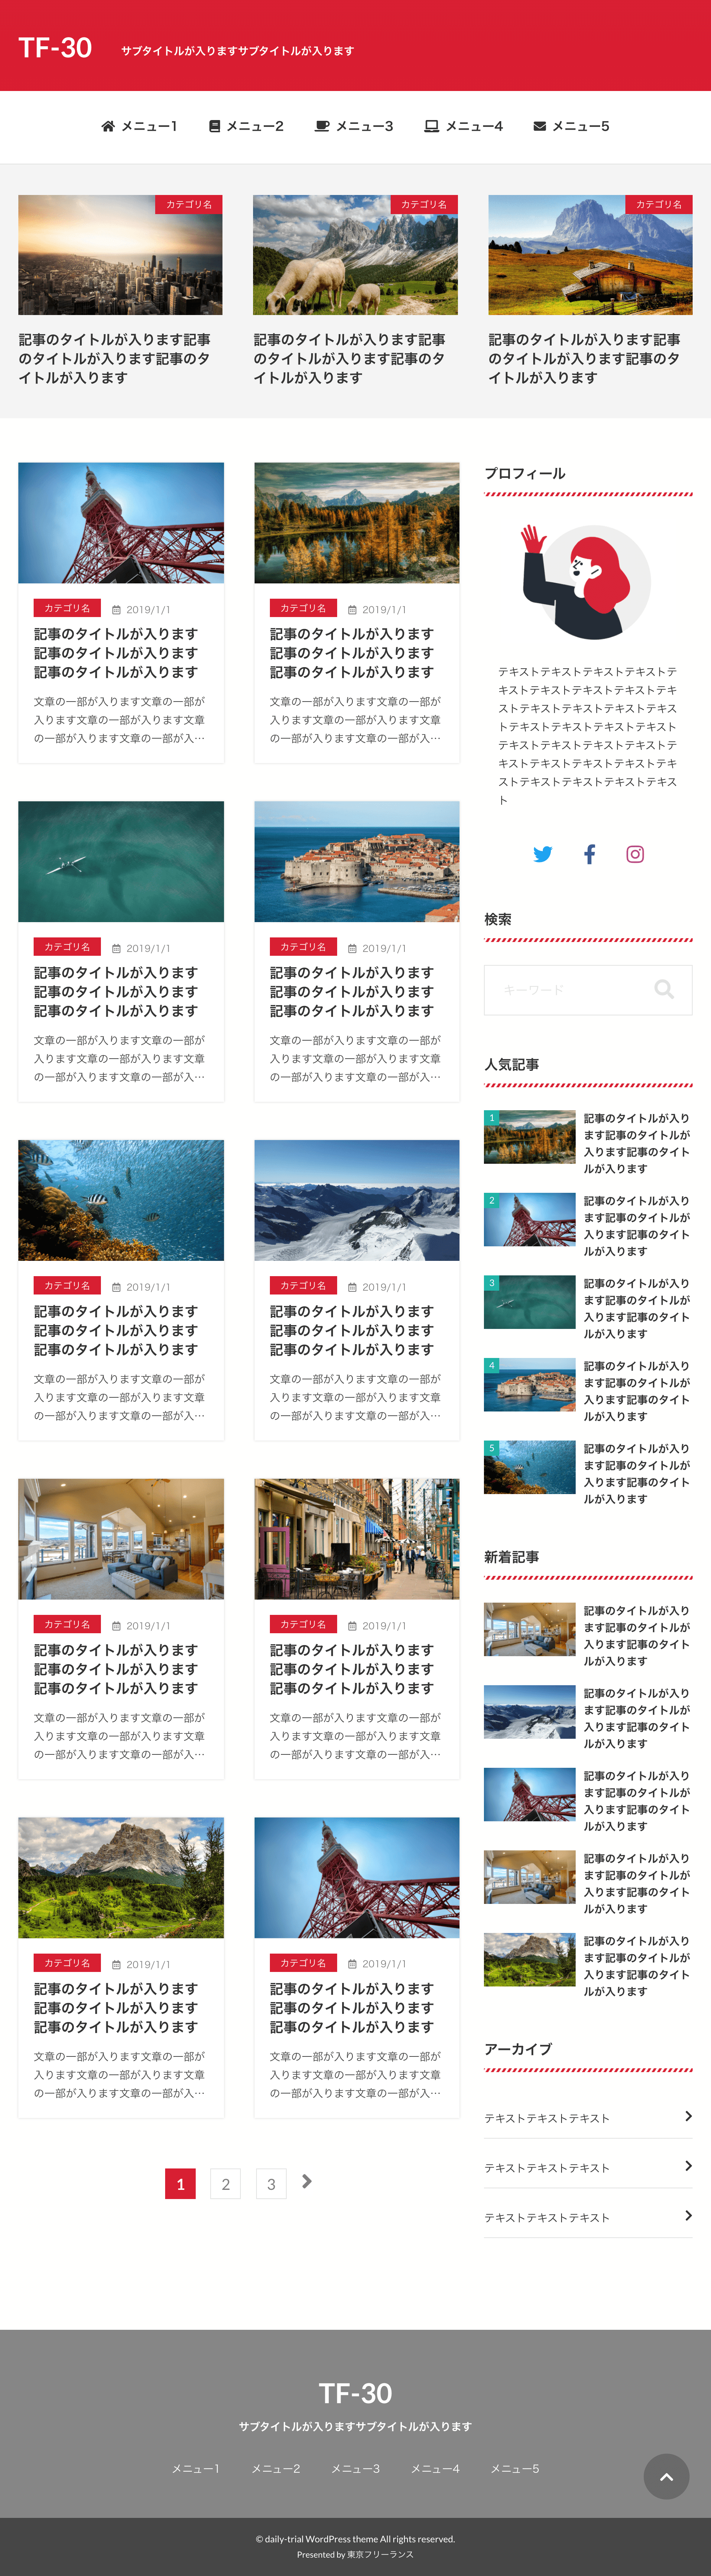 TF-30
サブタイトルが入りますサブタイトルが入ります
メニュー1
メニュー2
メニュー3
メニュー4
メニュー5
カテゴリ名
記事のタイトルが入ります記事
のタイトルが入ります記事のタ
イトルが入ります
カテゴリ名
記事のタイトルが入ります記事
のタイトルが入ります記事のタ
イトルが入ります
カテゴリ名
記事のタイトルが入ります記事
のタイトルが入ります記事のタ
イトルが入ります
カテゴリ名 2019/1/1
記事のタイトルが入ります
記事のタイトルが入ります
記事のタイトルが入ります
文章の一部が入ります文章の一部が
入ります文章の一部が入ります文章
の一部が入ります文章の一部が入…
カテゴリ名 2019/1/1
記事のタイトルが入ります
記事のタイトルが入ります
記事のタイトルが入ります
文章の一部が入ります文章の一部が
入ります文章の一部が入ります文章
の一部が入ります文章の一部が入…
カテゴリ名 2019/1/1
記事のタイトルが入ります
記事のタイトルが入ります
記事のタイトルが入ります
文章の一部が入ります文章の一部が
入ります文章の一部が入ります文章
の一部が入ります文章の一部が入…
カテゴリ名 2019/1/1
記事のタイトルが入ります
記事のタイトルが入ります
記事のタイトルが入ります
文章の一部が入ります文章の一部が
入ります文章の一部が入ります文章
の一部が入ります文章の一部が入…
カテゴリ名 2019/1/1
記事のタイトルが入ります
記事のタイトルが入ります
記事のタイトルが入ります
文章の一部が入ります文章の一部が
入ります文章の一部が入ります文章
の一部が入ります文章の一部が入…
カテゴリ名 2019/1/1
記事のタイトルが入ります
記事のタイトルが入ります
記事のタイトルが入ります
文章の一部が入ります文章の一部が
入ります文章の一部が入ります文章
の一部が入ります文章の一部が入…
カテゴリ名 2019/1/1
記事のタイトルが入ります
記事のタイトルが入ります
記事のタイトルが入ります
文章の一部が入ります文章の一部が
入ります文章の一部が入ります文章
の一部が入ります文章の一部が入…
カテゴリ名 2019/1/1
記事のタイトルが入ります
記事のタイトルが入ります
記事のタイトルが入ります
文章の一部が入ります文章の一部が
入ります文章の一部が入ります文章
の一部が入ります文章の一部が入…
カテゴリ名 2019/1/1
記事のタイトルが入ります
記事のタイトルが入ります
記事のタイトルが入ります
文章の一部が入ります文章の一部が
入ります文章の一部が入ります文章
の一部が入ります文章の一部が入…
カテゴリ名 2019/1/1
記事のタイトルが入ります
記事のタイトルが入ります
記事のタイトルが入ります
文章の一部が入ります文章の一部が
入ります文章の一部が入ります文章
の一部が入ります文章の一部が入…
1 2 3
プロフィール
テキストテキストテキストテキストテ
キストテキストテキストテキストテキ
ストテキストテキストテキストテキス
トテキストテキストテキストテキスト
テキストテキストテキストテキストテ
キストテキストテキストテキストテキ
ストテキストテキストテキストテキス
ト
検索
キーワード
人気記事
1
記事のタイトルが入り
ます記事のタイトルが
入ります記事のタイト
ルが入ります
2
記事のタイトルが入り
ます記事のタイトルが
入ります記事のタイト
ルが入ります
3
記事のタイトルが入り
ます記事のタイトルが
入ります記事のタイト
ルが入ります
4
記事のタイトルが入り
ます記事のタイトルが
入ります記事のタイト
ルが入ります
5
記事のタイトルが入り
ます記事のタイトルが
入ります記事のタイト
ルが入ります
新着記事
記事のタイトルが入り
ます記事のタイトルが
入ります記事のタイト
ルが入ります
記事のタイトルが入り
ます記事のタイトルが
入ります記事のタイト
ルが入ります
記事のタイトルが入り
ます記事のタイトルが
入ります記事のタイト
ルが入ります
記事のタイトルが入り
ます記事のタイトルが
入ります記事のタイト
ルが入ります
記事のタイトルが入り
ます記事のタイトルが
入ります記事のタイト
ルが入ります
アーカイブ
テキストテキストテキスト
テキストテキストテキスト
テキストテキストテキスト
TF-30
サブタイトルが入りますサブタイトルが入ります
メニュー1
メニュー2
メニュー3
メニュー4
メニュー5
© daily-trial WordPress theme All rights reserved.
Presented by 東京フリーランス